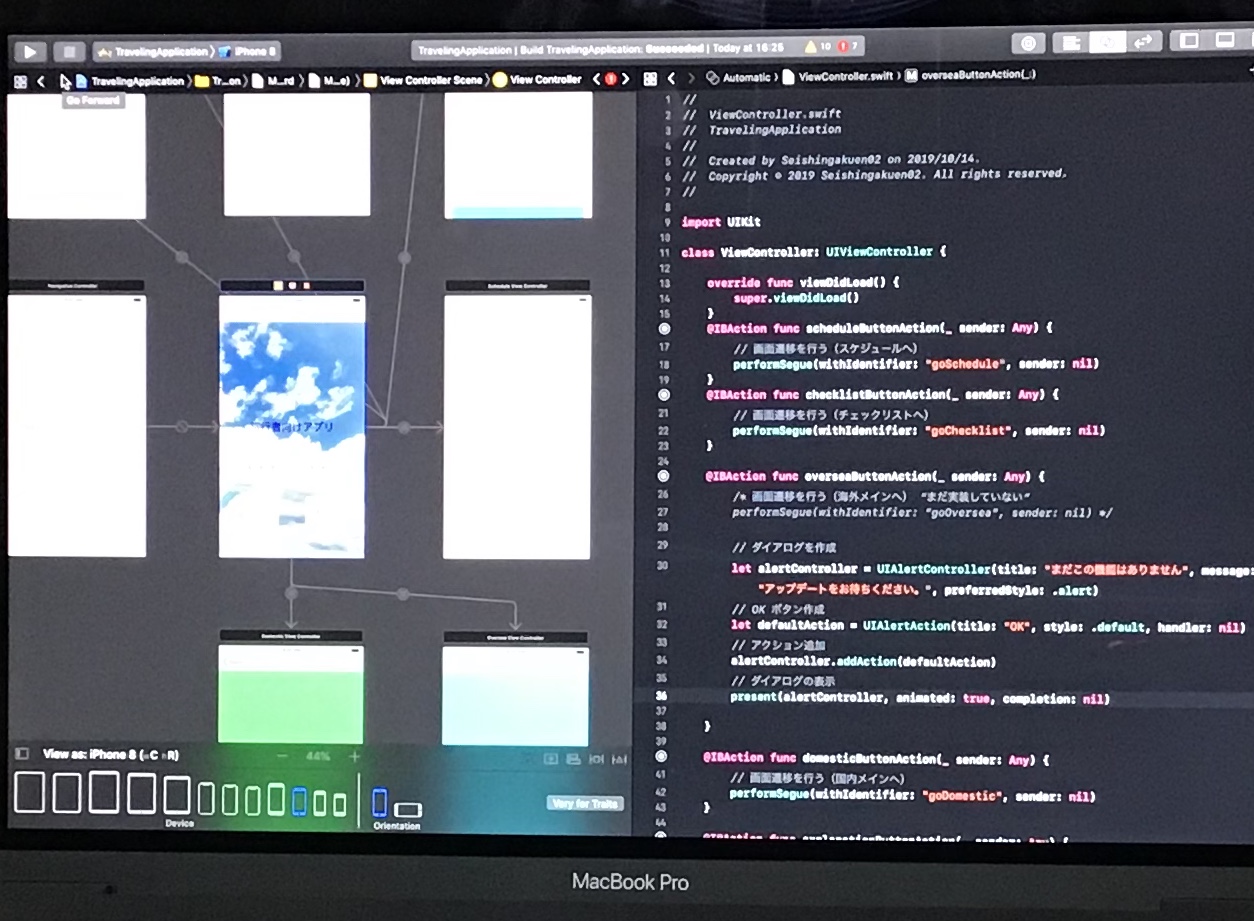 TravelingApplication 〉 iPhone 8
TravelingApplication | Build TravelingApplication: Succeeded | Today at 16:25 10 7
TravelingApplication 〉 Tr...on 〉 M...rd 〉 M...e) 〉 View Controller Scene 〉 View Controller
Automatic 〉 ViewController.swift 〉 M overseaButtonAction(_:)
Go Forward
Navigation Controller
Schedule View Controller
行者向けアプリ
Domestic View Controller
Oversea View Controller
View as: iPhone 8 ( C R)
44%
Vary for Traits
Device
Orientation
1 //
2 // ViewController.swift
3 // TravelingApplication
4 //
5 // Created by Seishingakuen02 on 2019/10/14.
6 // Copyright © 2019 Seishingakuen02. All rights reserved.
7 //
8
9 import UIKit
10
11 class ViewController: UIViewController {
12
13 override func viewDidLoad() {
14 super.viewDidLoad()
15 }
@IBAction func scheduleButtonAction(_ sender: Any) {
17 // 画面遷移を行う（スケジュールへ）
18 performSegue(withIdentifier: "goSchedule", sender: nil)
19 }
@IBAction func checklistButtonAction(_ sender: Any) {
21 // 画面遷移を行う（チェックリストへ）
22 performSegue(withIdentifier: "goChecklist", sender: nil)
23 }
24
@IBAction func overseaButtonAction(_ sender: Any) {
26 /* 画面遷移を行う（海外メインへ） "まだ実装していない"
27 performSegue(withIdentifier: "goOversea", sender: nil) */
28
29 // ダイアログを作成
30 let alertController = UIAlertController(title: "まだこの機能はありません", message:
"アップデートをお待ちください。", preferredStyle: .alert)
31 // OK ボタン作成
32 let defaultAction = UIAlertAction(title: "OK", style: .default, handler: nil)
33 // アクション追加
34 alertController.addAction(defaultAction)
35 // ダイアログの表示
36 present(alertController, animated: true, completion: nil)
37
38 }
39
@IBAction func domesticButtonAction(_ sender: Any) {
41 // 画面遷移を行う（国内メインへ）
42 performSegue(withIdentifier: "goDomestic", sender: nil)
43 }
44
@IBAction func explanationButtonAction(_ sender: Any) {
MacBook Pro